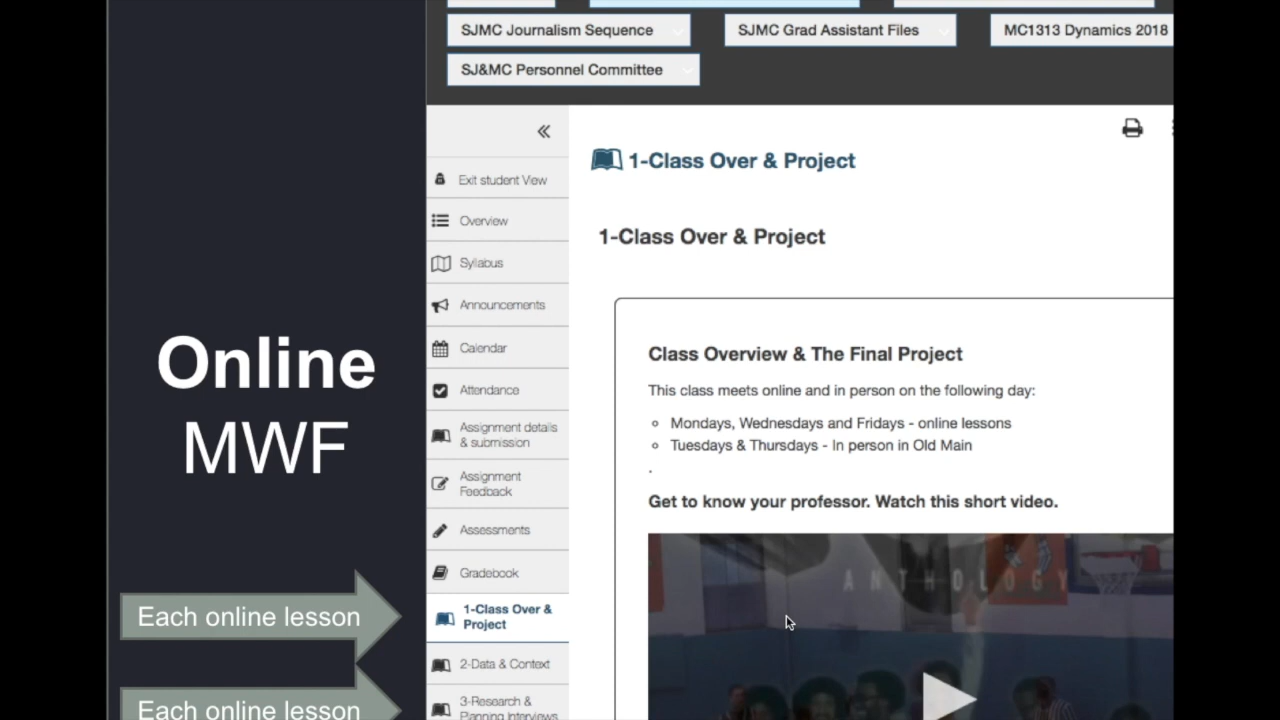 SJMC Journalism Sequence
SJMC Grad Assistant Files
MC1313 Dynamics 2018
SJ&MC Personnel Committee
Online
MWF
Each online lesson
Each online lesson
Exit student View
Overview
Syllabus
Announcements
Calendar
Attendance
Assignment details
& submission
Assignment
Feedback
Assessments
Gradebook
1-Class Over &
Project
2-Data & Context
3-Research &
Planning Interviews
1-Class Over & Project
1-Class Over & Project
Class Overview & The Final Project
This class meets online and in person on the following day:
Mondays, Wednesdays and Fridays - online lessons
Tuesdays & Thursdays - In person in Old Main
.
Get to know your professor. Watch this short video.
ANTHOLOGY